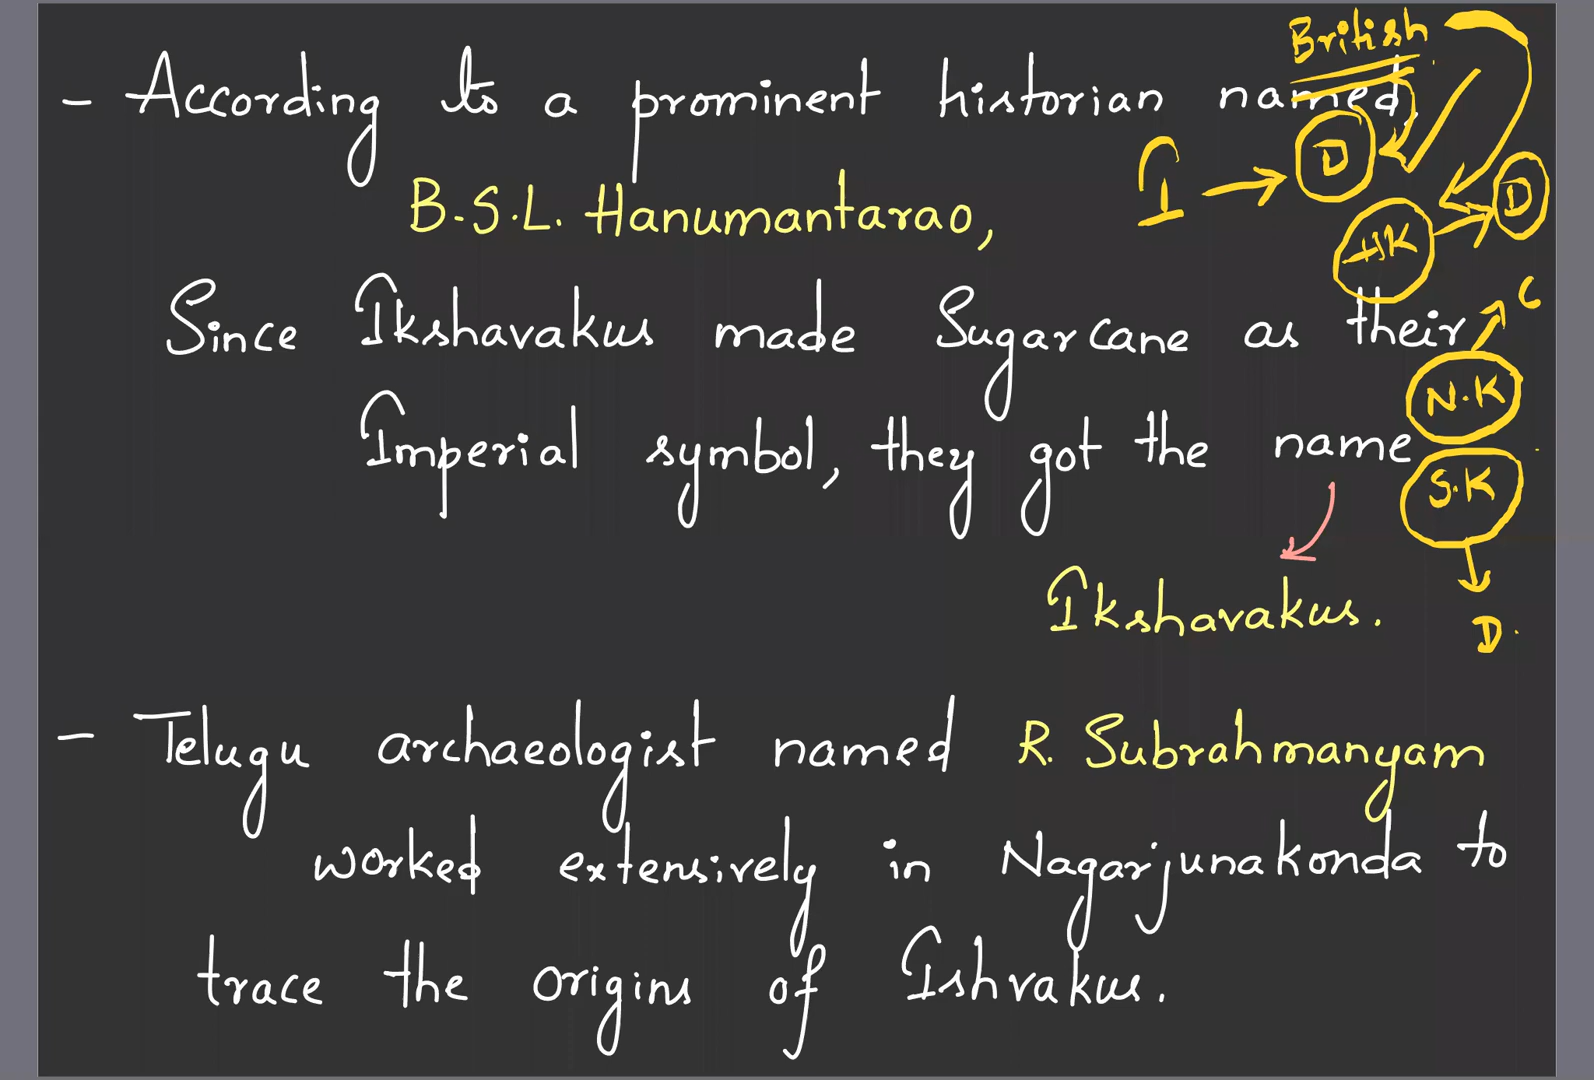 British
- According to a prominent historian named,
I → D D
B.S.L. Hanumantarao,
HK
C
Since Ikshavakus made Sugarcane as their
N.K
Imperial symbol, they got the name
S.K
Ikshavakus.
D.
- Telugu archaeologist named R. Subrahmanyam
worked extensively in Nagarjunakonda to
trace the origins of Ishvakus.